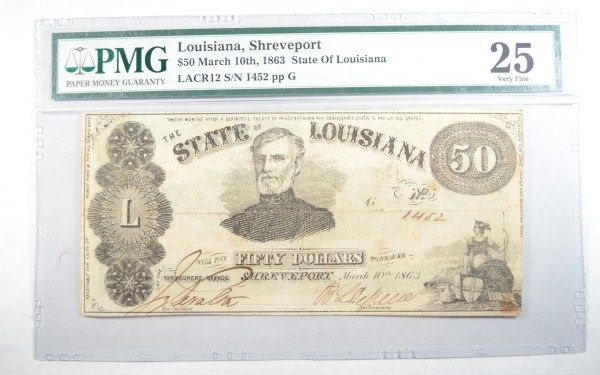 PMG
PAPER MONEY GUARANTY
Louisiana, Shreveport
$50 March 10th, 1863 State Of Louisiana
LACR12 S/N 1452 pp G
25
Very Fine
TWELVE MONTHS AFTER A DEFINITIVE TREATY OF PEACE BETWEEN THE CONFEDERATE STATES & THE UNITED STATES,
THE STATE OF LOUISIANA
50
L
1452
WILL PAY FIFTY DOLLARS TO BEARER
TREASURERS OFFICE SHREVEPORT, March 10th 1863
for Auditor
for Treasurer